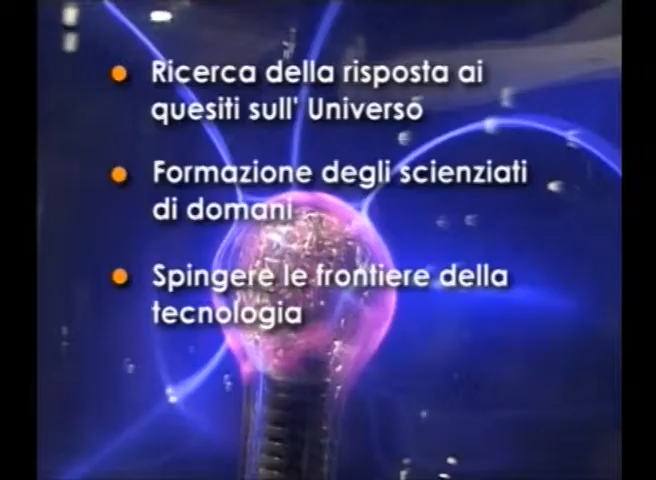 Ricerca della risposta ai
quesiti sull' Universo
Formazione degli scienziati
di domani
Spingere le frontiere della
tecnologia